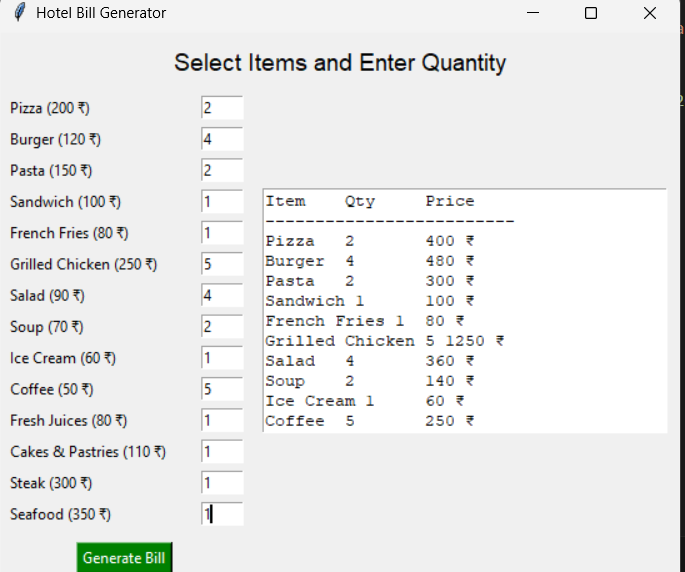 Hotel Bill Generator
Select Items and Enter Quantity
Pizza (200 ₹) 2
Burger (120 ₹) 4
Pasta (150 ₹) 2
Sandwich (100 ₹) 1
French Fries (80 ₹) 1
Grilled Chicken (250 ₹) 5
Salad (90 ₹) 4
Soup (70 ₹) 2
Ice Cream (60 ₹) 1
Coffee (50 ₹) 5
Fresh Juices (80 ₹) 1
Cakes & Pastries (110 ₹) 1
Steak (300 ₹) 1
Seafood (350 ₹) 1
Generate Bill
Item Qty Price
-------------------------
Pizza 2 400 ₹
Burger 4 480 ₹
Pasta 2 300 ₹
Sandwich 1 100 ₹
French Fries 1 80 ₹
Grilled Chicken 5 1250 ₹
Salad 4 360 ₹
Soup 2 140 ₹
Ice Cream 1 60 ₹
Coffee 5 250 ₹